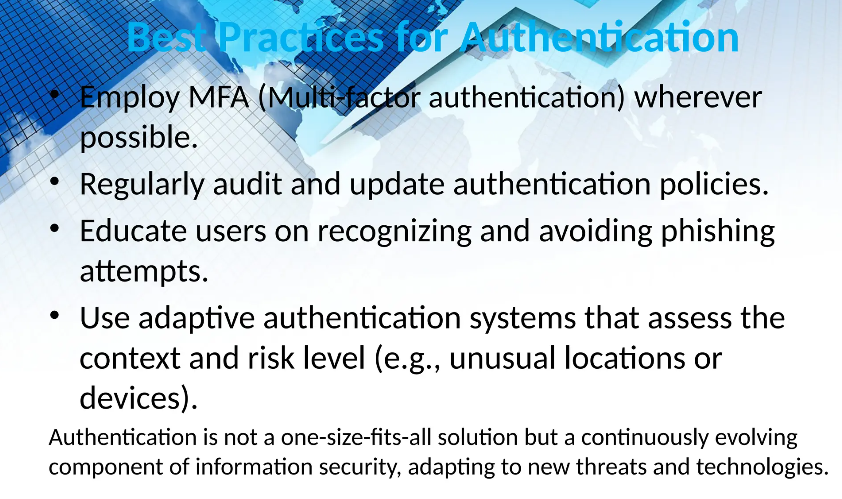 Best Practices for Authentication
• Employ MFA (Multi-factor authentication) wherever
possible.
• Regularly audit and update authentication policies.
• Educate users on recognizing and avoiding phishing
attempts.
• Use adaptive authentication systems that assess the
context and risk level (e.g., unusual locations or
devices).
Authentication is not a one-size-fits-all solution but a continuously evolving
component of information security, adapting to new threats and technologies.